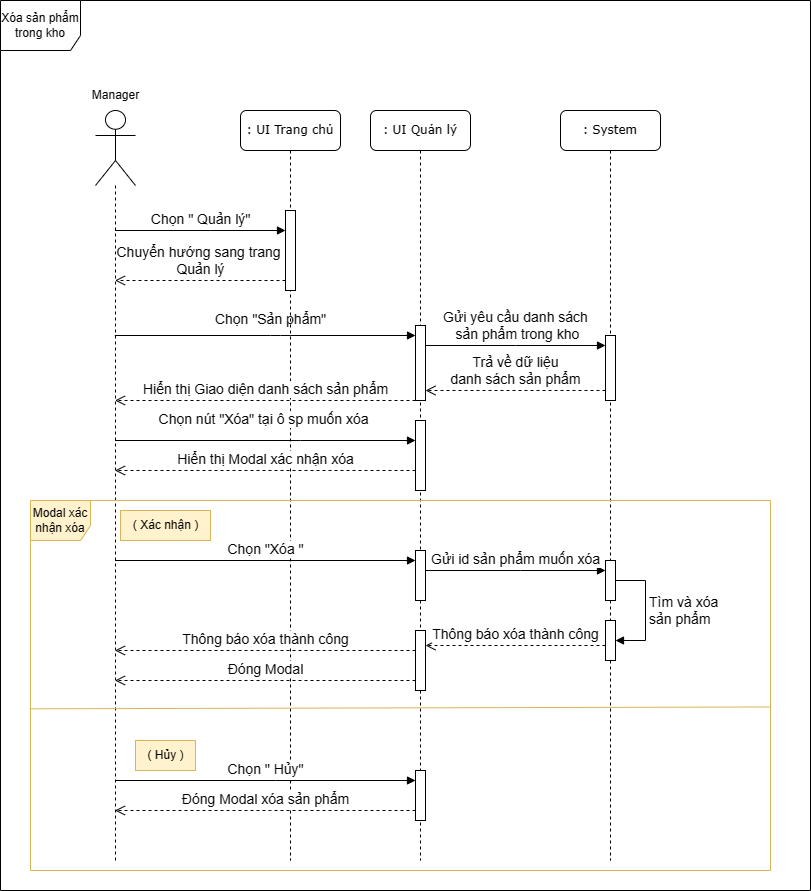 Xóa sản phẩm
trong kho
Manager
: UI Trang chủ
: UI Quản lý
: System
Chọn " Quản lý"
Chuyển hướng sang trang
Quản lý
Chọn "Sản phẩm"
Gửi yêu cầu danh sách
sản phẩm trong kho
Trả về dữ liệu
danh sách sản phẩm
Hiển thị Giao diện danh sách sản phẩm
Chọn nút "Xóa" tại ô sp muốn xóa
Hiển thị Modal xác nhận xóa
Modal xác
nhận xóa
( Xác nhận )
Chọn "Xóa "
Gửi id sản phẩm muốn xóa
Tìm và xóa
sản phẩm
Thông báo xóa thành công
Thông báo xóa thành công
Đóng Modal
( Hủy )
Chọn " Hủy"
Đóng Modal xóa sản phẩm